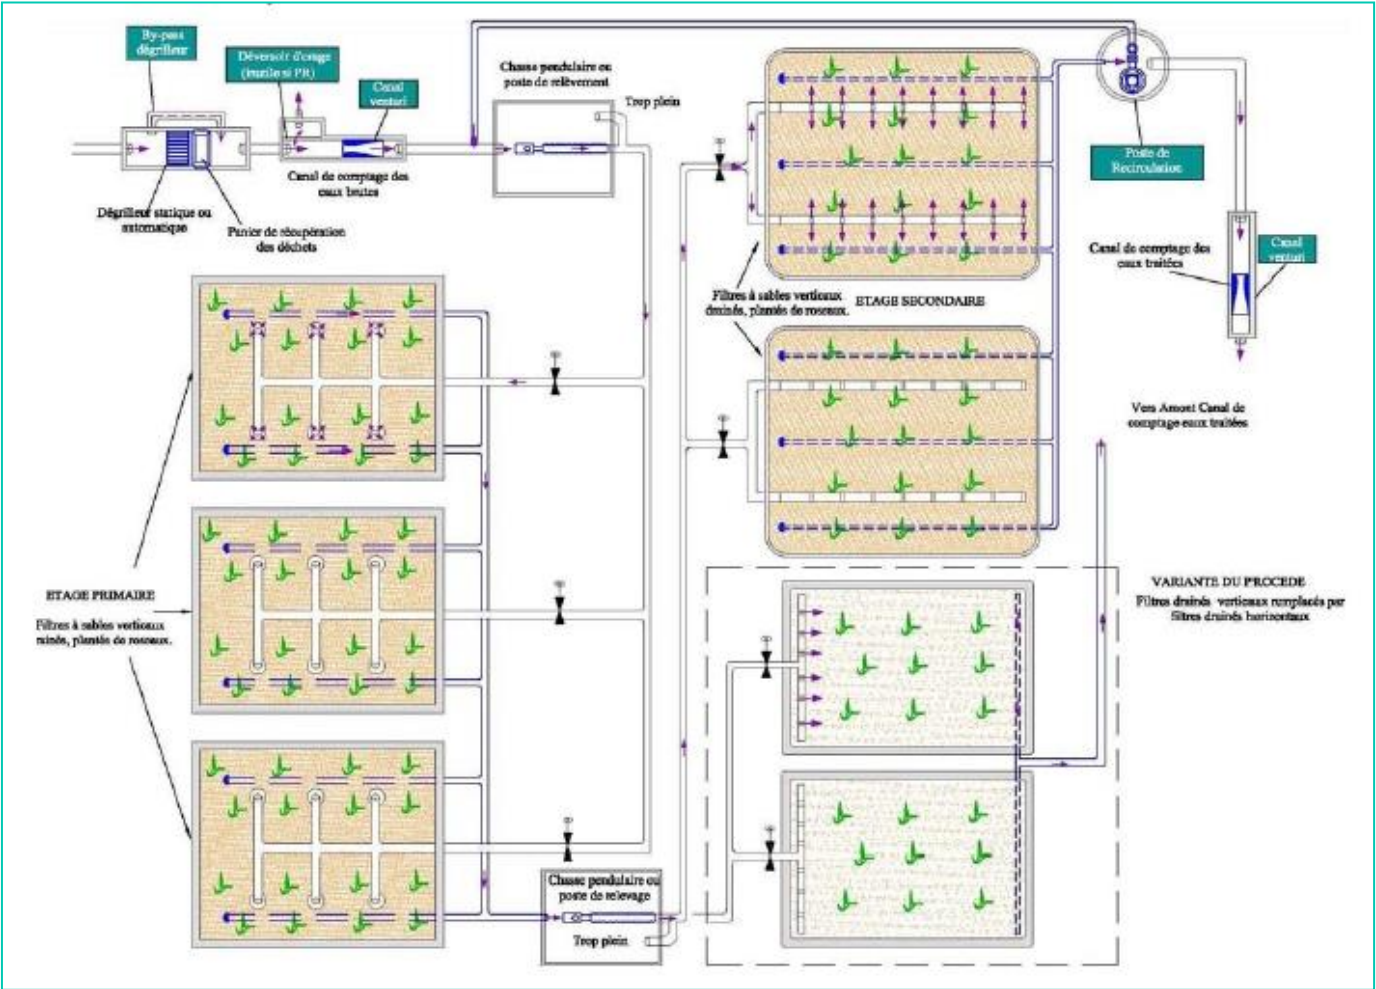 By-pass
dégrilleur
Déversoir d'orage
(inutile si PR)
Canal
venturi
Chasse pendulaire ou
poste de relèvement
Trop plein
Canal de comptage des
eaux brutes
Dégrilleur statique ou
automatique
Panier de récupération
des déchets
Poste de
Recirculation
Canal de comptage des
eaux traitées
Canal
venturi
Filtres à sables verticaux
drainés, plantés de roseaux.
ETAGE SECONDAIRE
Vers Amont Canal de
comptage eaux traitées
ETAGE PRIMAIRE
Filtres à sables verticaux
rainés, plantés de roseaux.
VARIANTE DU PROCEDE
Filtres drainés verticaux remplacés par
filtres drainés horizontaux
Chasse pendulaire ou
poste de relevage
Trop plein